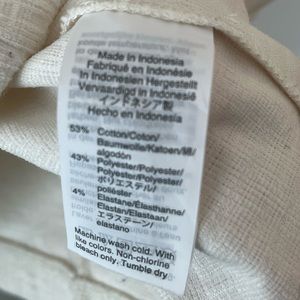 Made in Indonesia
Fabriqué en Indonésie
In Indonesien Hergestellt
Vervaardigd in Indonesië
インドネシア製
Hecho en Indonesia
53% Cotton/Coton/
Baumwolle/Katoen/綿/
algodón
43% Polyester/Polyester/
Polyester/Polyester/
ポリエステル/
poliéster
4% Elastane/Élasthanne/
Elastan/Elastaan/
エラステーン/
elastano
Machine wash cold. With
like colors. Non-chlorine
bleach only. Tumble dry